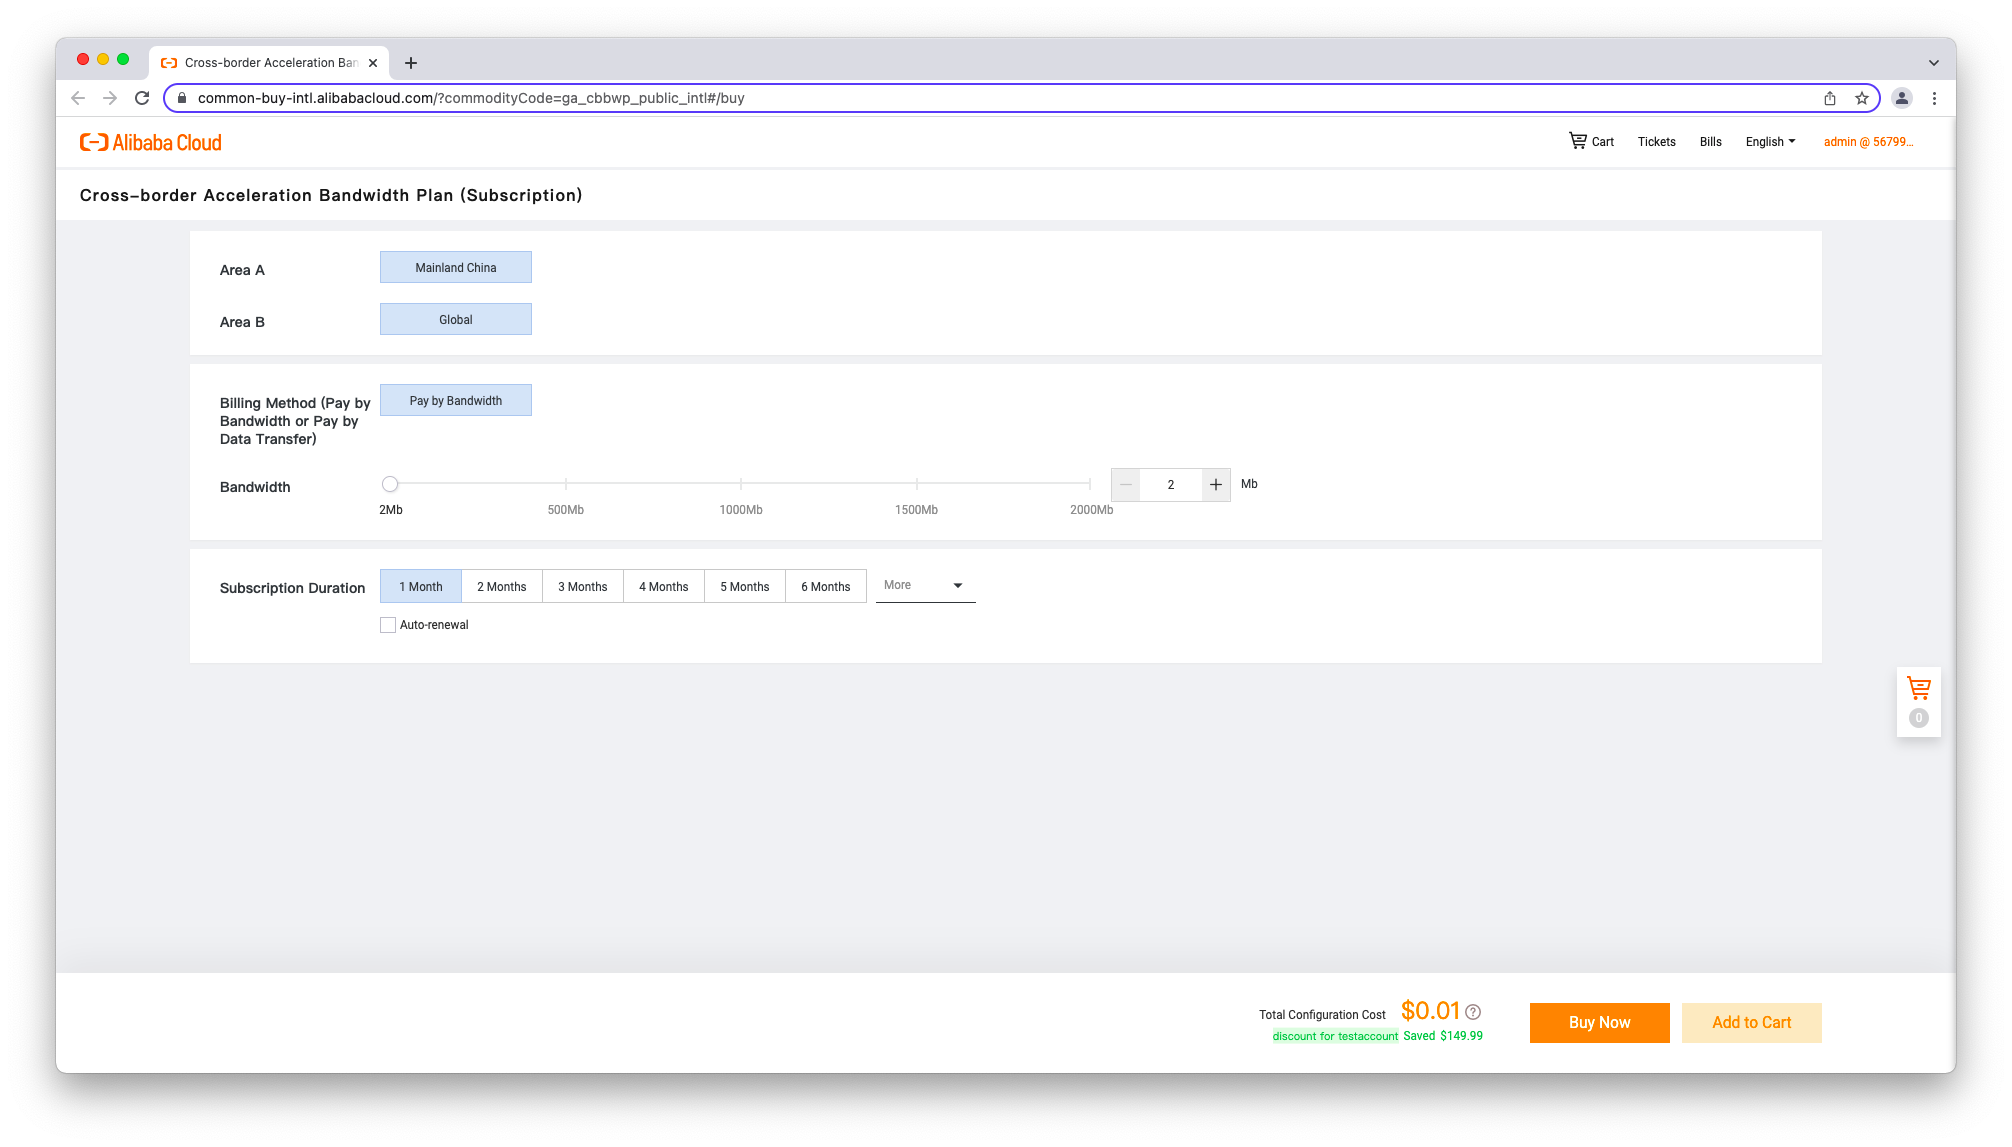 Cross-border Acceleration Ban
common-buy-intl.alibabacloud.com/?commodityCode=ga_cbbwp_public_intl#/buy
Alibaba Cloud
Cart
Tickets
Bills
English
admin @ 56799...
Cross-border Acceleration Bandwidth Plan (Subscription)
Area A
Mainland China
Area B
Global
Billing Method (Pay by
Bandwidth or Pay by
Data Transfer)
Pay by Bandwidth
Bandwidth
2Mb
500Mb
1000Mb
1500Mb
2000Mb
2
Mb
Subscription Duration
1 Month
2 Months
3 Months
4 Months
5 Months
6 Months
More
Auto-renewal
0
Total Configuration Cost $0.01
discount for testaccount Saved $149.99
Buy Now
Add to Cart